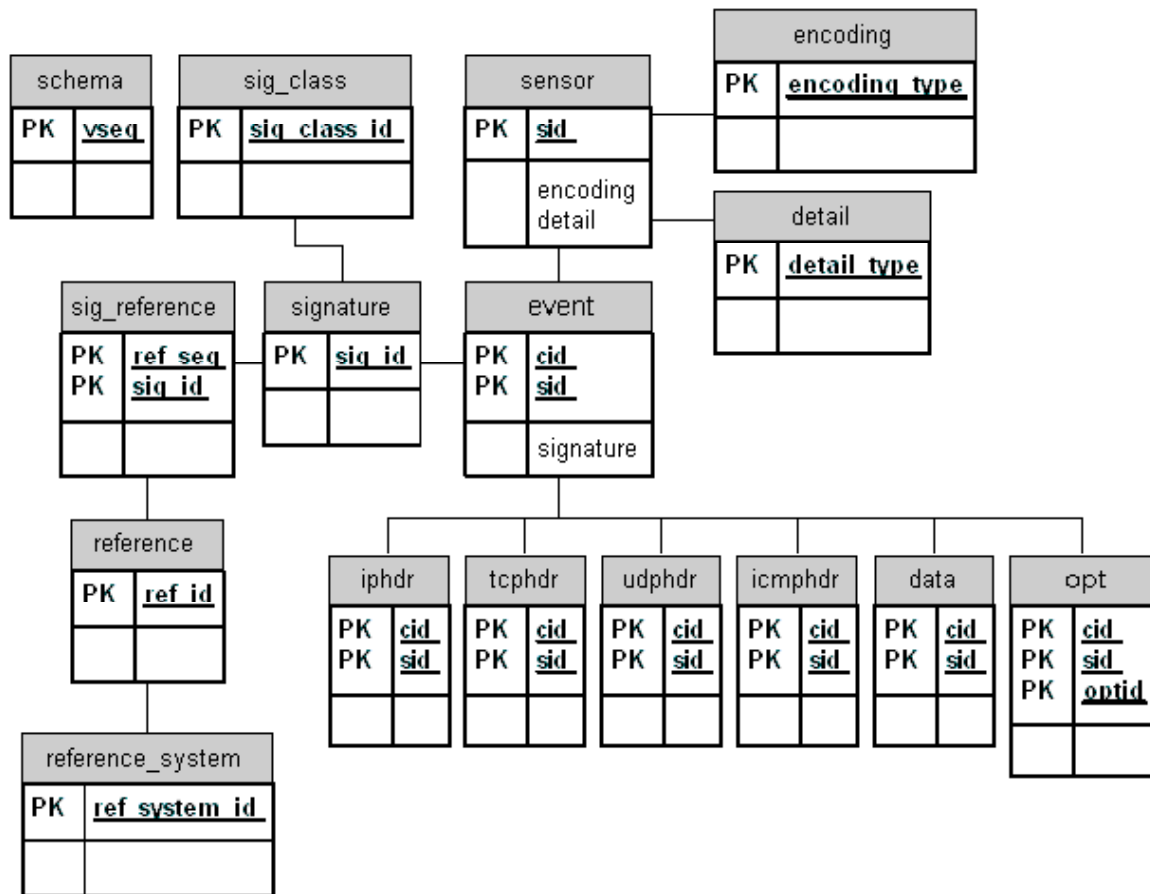 encoding
PK encoding_type
schema
PK vseq
sig_class
PK sig_class_id
sensor
PK sid
encoding
detail
detail
PK detail_type
sig_reference
PK ref_seq
PK sig_id
signature
PK sig_id
event
PK cid
PK sid
signature
reference
PK ref_id
iphdr
PK cid
PK sid
tcphdr
PK cid
PK sid
udphdr
PK cid
PK sid
icmphdr
PK cid
PK sid
data
PK cid
PK sid
opt
PK cid
PK sid
PK optid
reference_system
PK ref_system_id